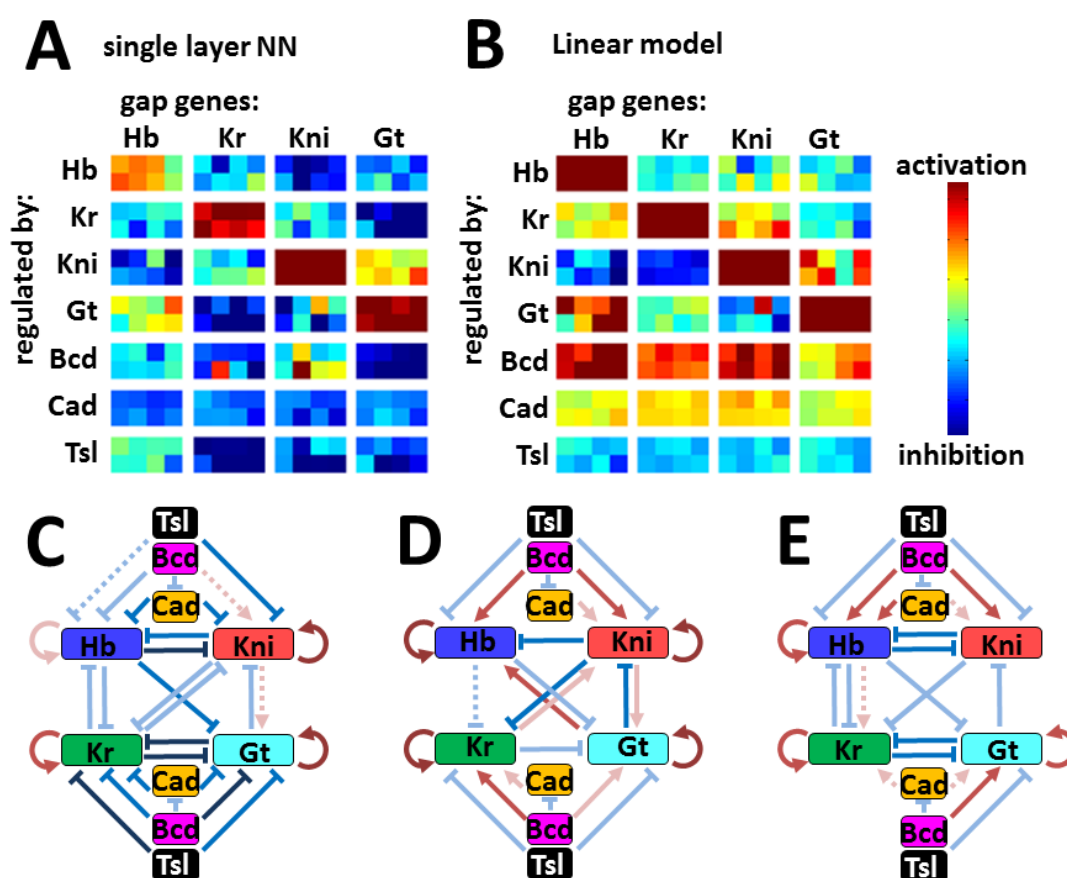 A single layer NN
gap genes:
Hb Kr Kni Gt
regulated by:
Hb
Kr
Kni
Gt
Bcd
Cad
Tsl
B Linear model
gap genes:
Hb Kr Kni Gt
regulated by:
Hb
Kr
Kni
Gt
Bcd
Cad
Tsl
activation
inhibition
C
Tsl
Bcd
Cad
Hb Kni
Kr Gt
Cad
Bcd
Tsl
D
Tsl
Bcd
Cad
Hb Kni
Kr Gt
Cad
Bcd
Tsl
E
Tsl
Bcd
Cad
Hb Kni
Kr Gt
Cad
Bcd
Tsl